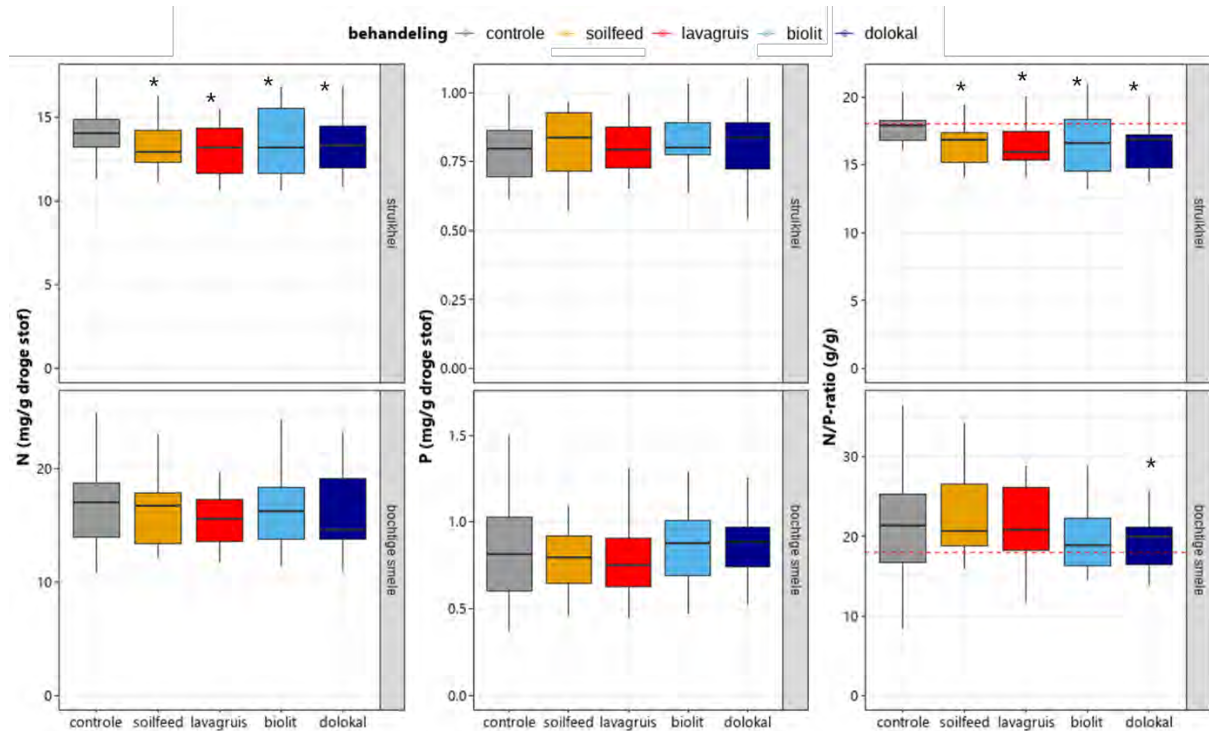 behandeling controle soilfeed lavagruis biolit dolokal
N (mg/g droge stof)
15
10
5
0
* * * *
struikhei
20
10
0
bochtige smele
controle soilfeed lavagruis biolit dolokal
P (mg/g droge stof)
1.00
0.75
0.50
0.25
0.00
struikhei
1.5
1.0
0.5
0.0
bochtige smele
controle soilfeed lavagruis biolit dolokal
N/P-ratio (g/g)
20
15
10
5
0
* * * *
struikhei
30
20
10
0
*
bochtige smele
controle soilfeed lavagruis biolit dolokal